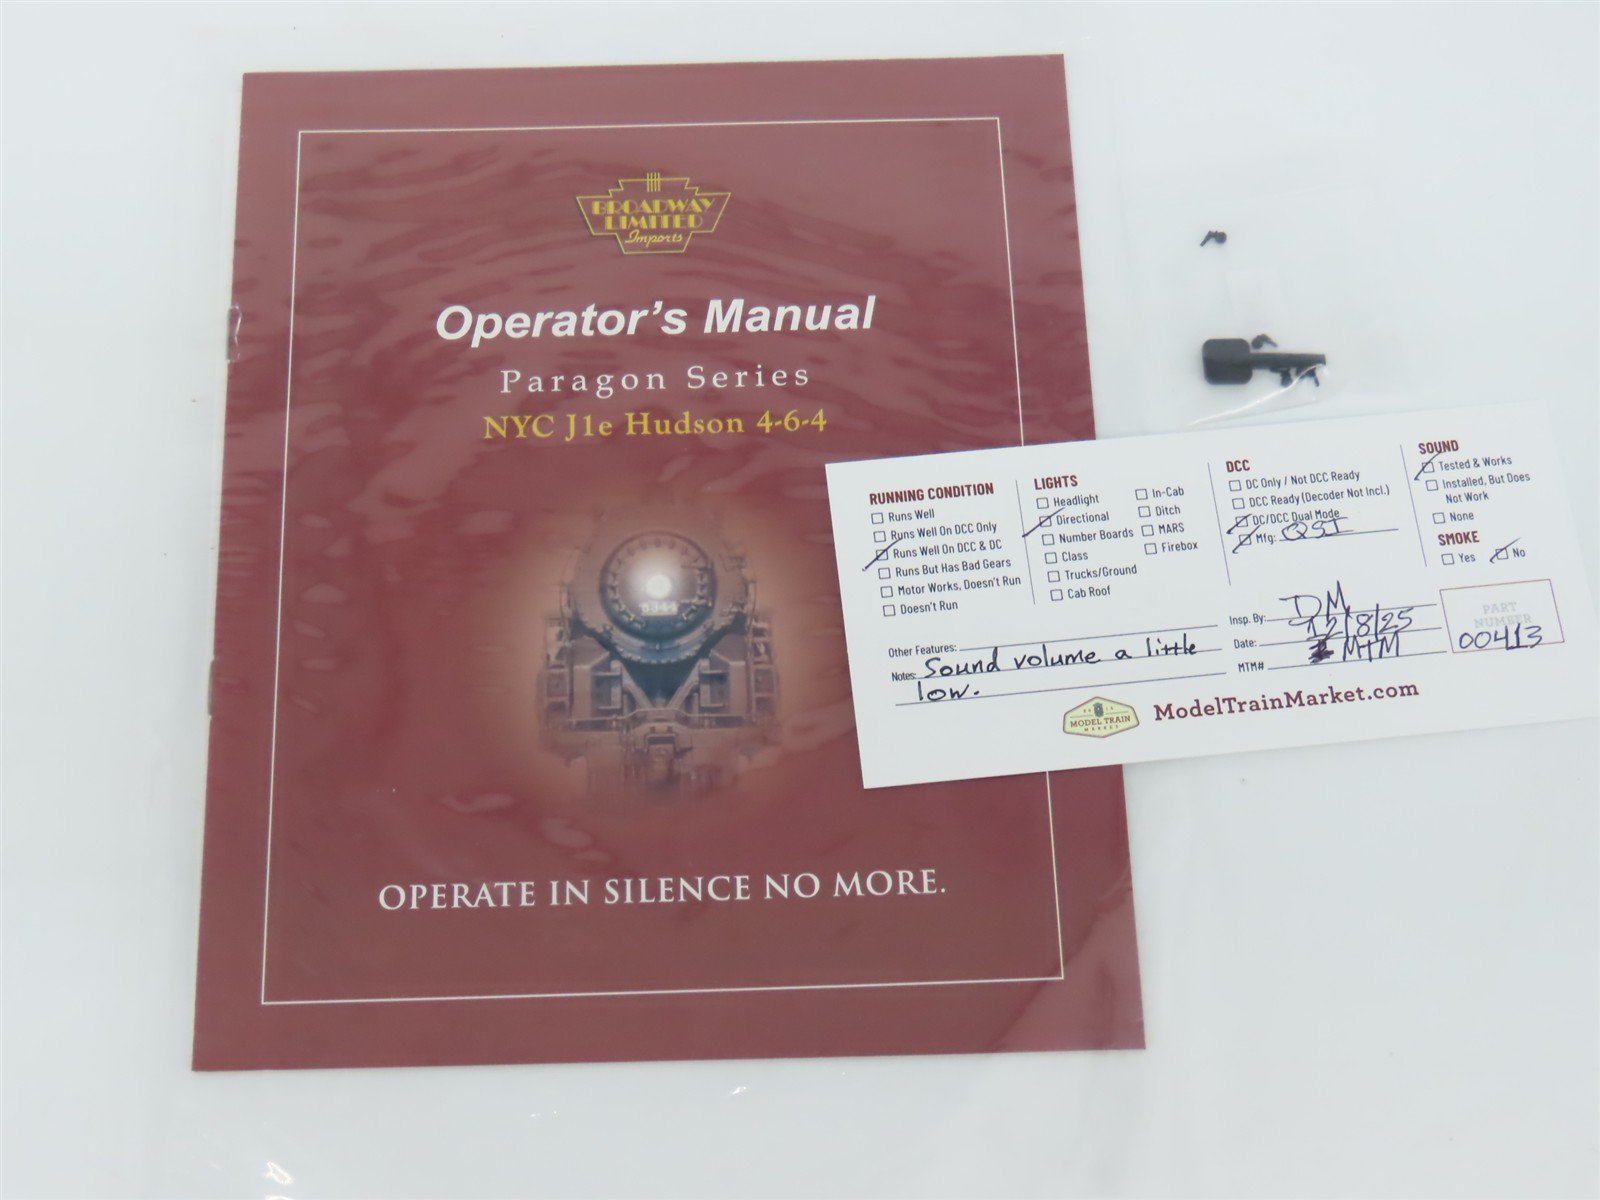 BROADWAY
LIMITED
Imports
Operator's Manual
Paragon Series
NYC J1e Hudson 4-6-4
5344
OPERATE IN SILENCE NO MORE.
RUNNING CONDITION
Runs Well
Runs Well On DCC Only
Runs Well On DCC & DC
Runs But Has Bad Gears
Motor Works, Doesn't Run
Doesn't Run
LIGHTS
Headlight
Directional
Number Boards
Class
Trucks/Ground
Cab Roof
In-Cab
Ditch
MARS
Firebox
DCC
DC Only / Not DCC Ready
DCC Ready (Decoder Not Incl.)
DC/DCC Dual Mode
Mfg: QSI
SOUND
Tested & Works
Installed, But Does
Not Work
None
SMOKE
Yes No
Other Features:
Notes: Sound volume a little
low.
Insp. By: DM
Date: 12/8/25
MTM# MTM
PART
NUMBER
00413
MODEL TRAIN
MARKET
ModelTrainMarket.com